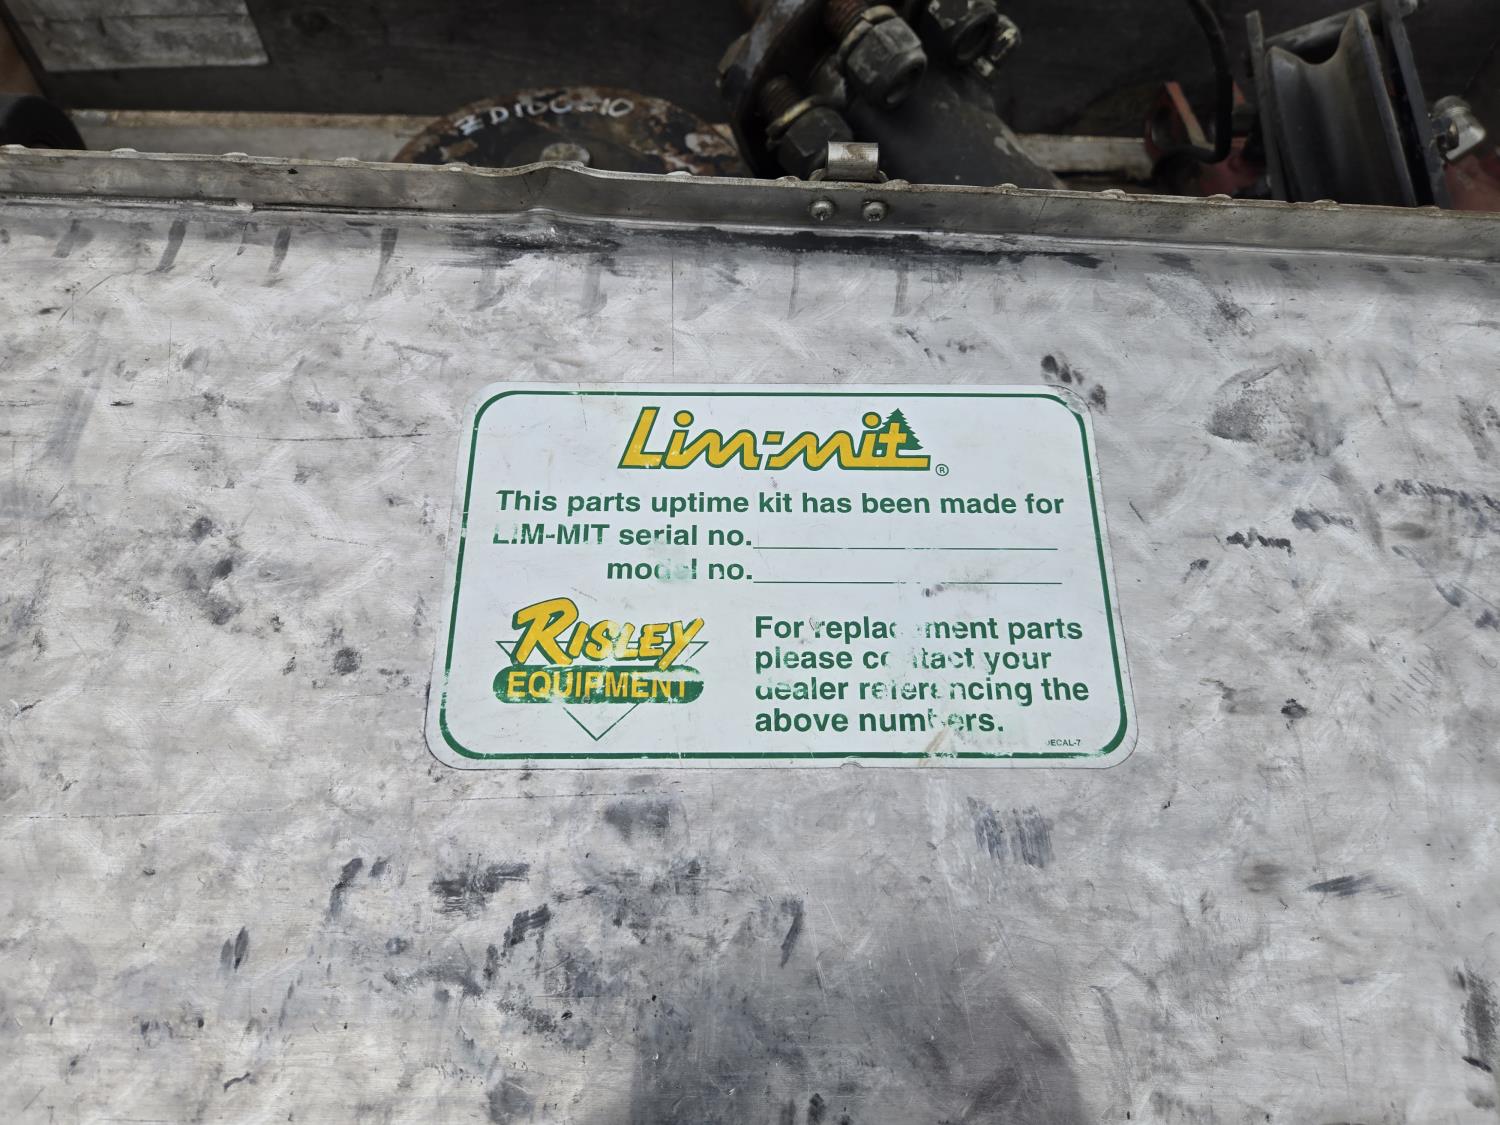 ZD100210
Lim-mit®
This parts uptime kit has been made for
LIM-MIT serial no.
model no.
RISLEY
EQUIPMENT
For replacement parts
please contact your
dealer referencing the
above numbers.
DECAL-7